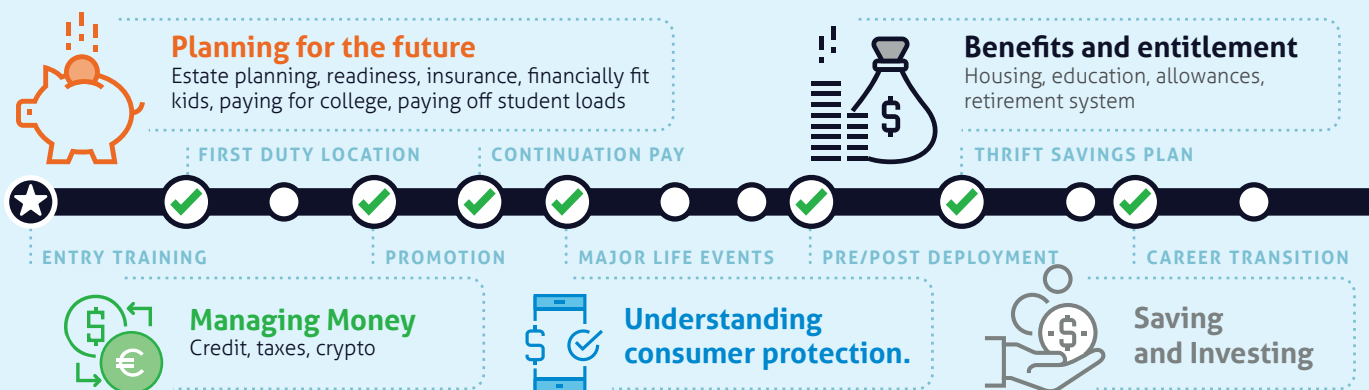 Planning for the future
Estate planning, readiness, insurance, financially fit
kids, paying for college, paying off student loads
Benefits and entitlement
Housing, education, allowances,
retirement system
$
FIRST DUTY LOCATION
CONTINUATION PAY
THRIFT SAVINGS PLAN
ENTRY TRAINING
PROMOTION
MAJOR LIFE EVENTS
PRE/POST DEPLOYMENT
CAREER TRANSITION
$
€
Managing Money
Credit, taxes, crypto
$
Understanding
consumer protection.
$
Saving
and Investing